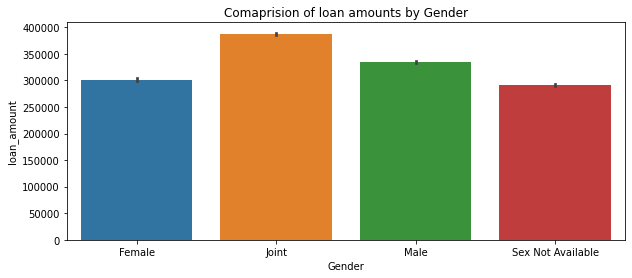 Comaprision of loan amounts by Gender
loan_amount
400000
350000
300000
250000
200000
150000
100000
50000
0
Female Joint Male Sex Not Available
Gender